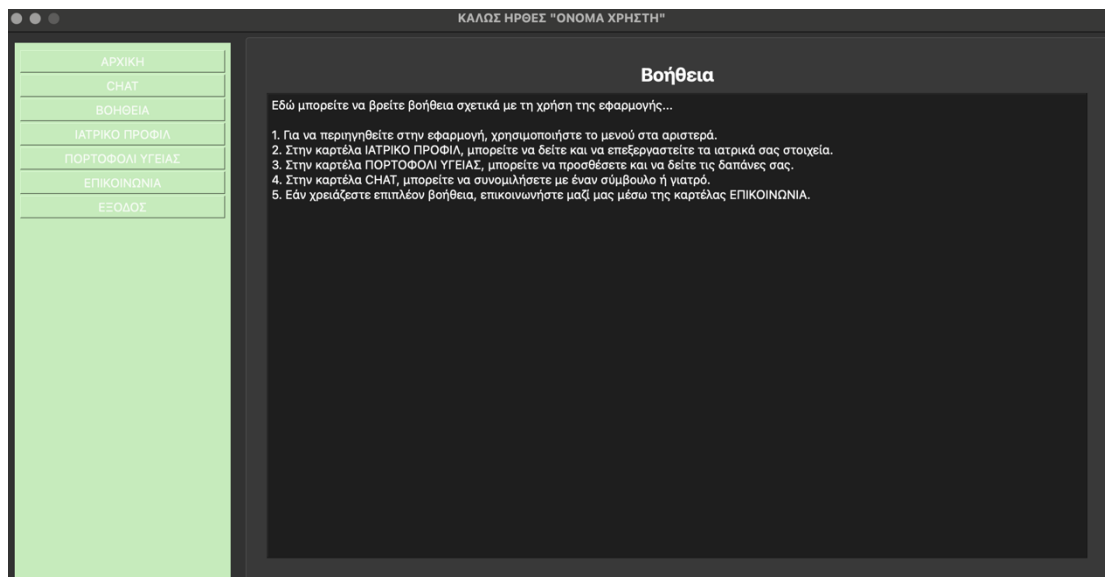 ΚΑΛΩΣ ΗΡΘΕΣ "ΟΝΟΜΑ ΧΡΗΣΤΗ"
ΑΡΧΙΚΗ
CHAT
ΒΟΗΘΕΙΑ
ΙΑΤΡΙΚΟ ΠΡΟΦΙΛ
ΠΟΡΤΟΦΟΛΙ ΥΓΕΙΑΣ
ΕΠΙΚΟΙΝΩΝΙΑ
ΕΞΟΔΟΣ
Βοήθεια
Εδώ μπορείτε να βρείτε βοήθεια σχετικά με τη χρήση της εφαρμογής...
1. Για να περιηγηθείτε στην εφαρμογή, χρησιμοποιήστε το μενού στα αριστερά.
2. Στην καρτέλα ΙΑΤΡΙΚΟ ΠΡΟΦΙΛ, μπορείτε να δείτε και να επεξεργαστείτε τα ιατρικά σας στοιχεία.
3. Στην καρτέλα ΠΟΡΤΟΦΟΛΙ ΥΓΕΙΑΣ, μπορείτε να προσθέσετε και να δείτε τις δαπάνες σας.
4. Στην καρτέλα CHAT, μπορείτε να συνομιλήσετε με έναν σύμβουλο ή γιατρό.
5. Εάν χρειάζεστε επιπλέον βοήθεια, επικοινωνήστε μαζί μας μέσω της καρτέλας ΕΠΙΚΟΙΝΩΝΙΑ.